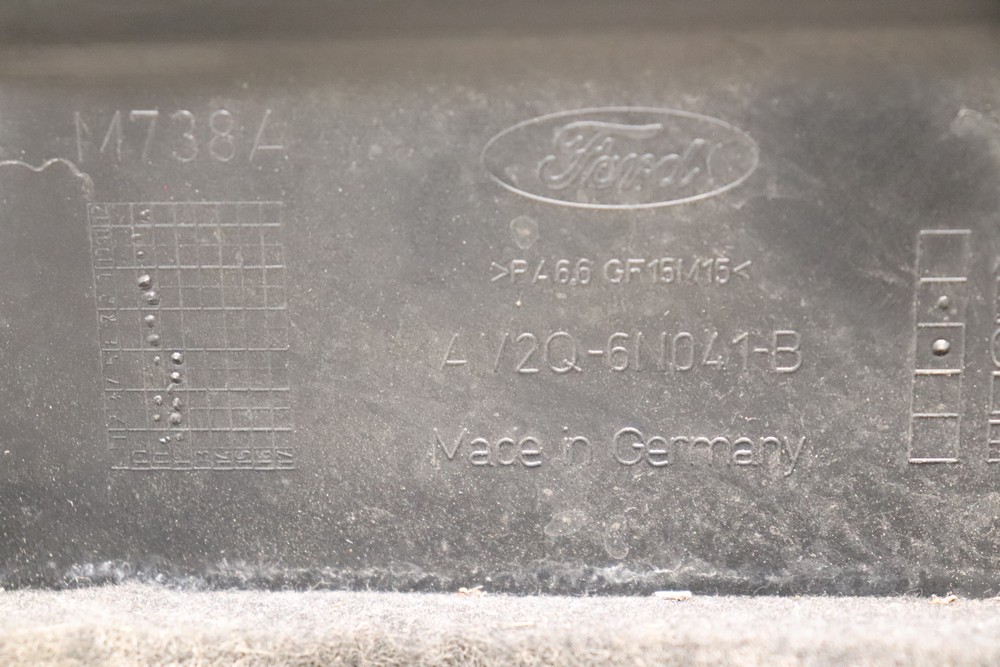 M738A
Ford
>PA6.6 GF15M15<
AV2Q-6N041-B
Made in Germany